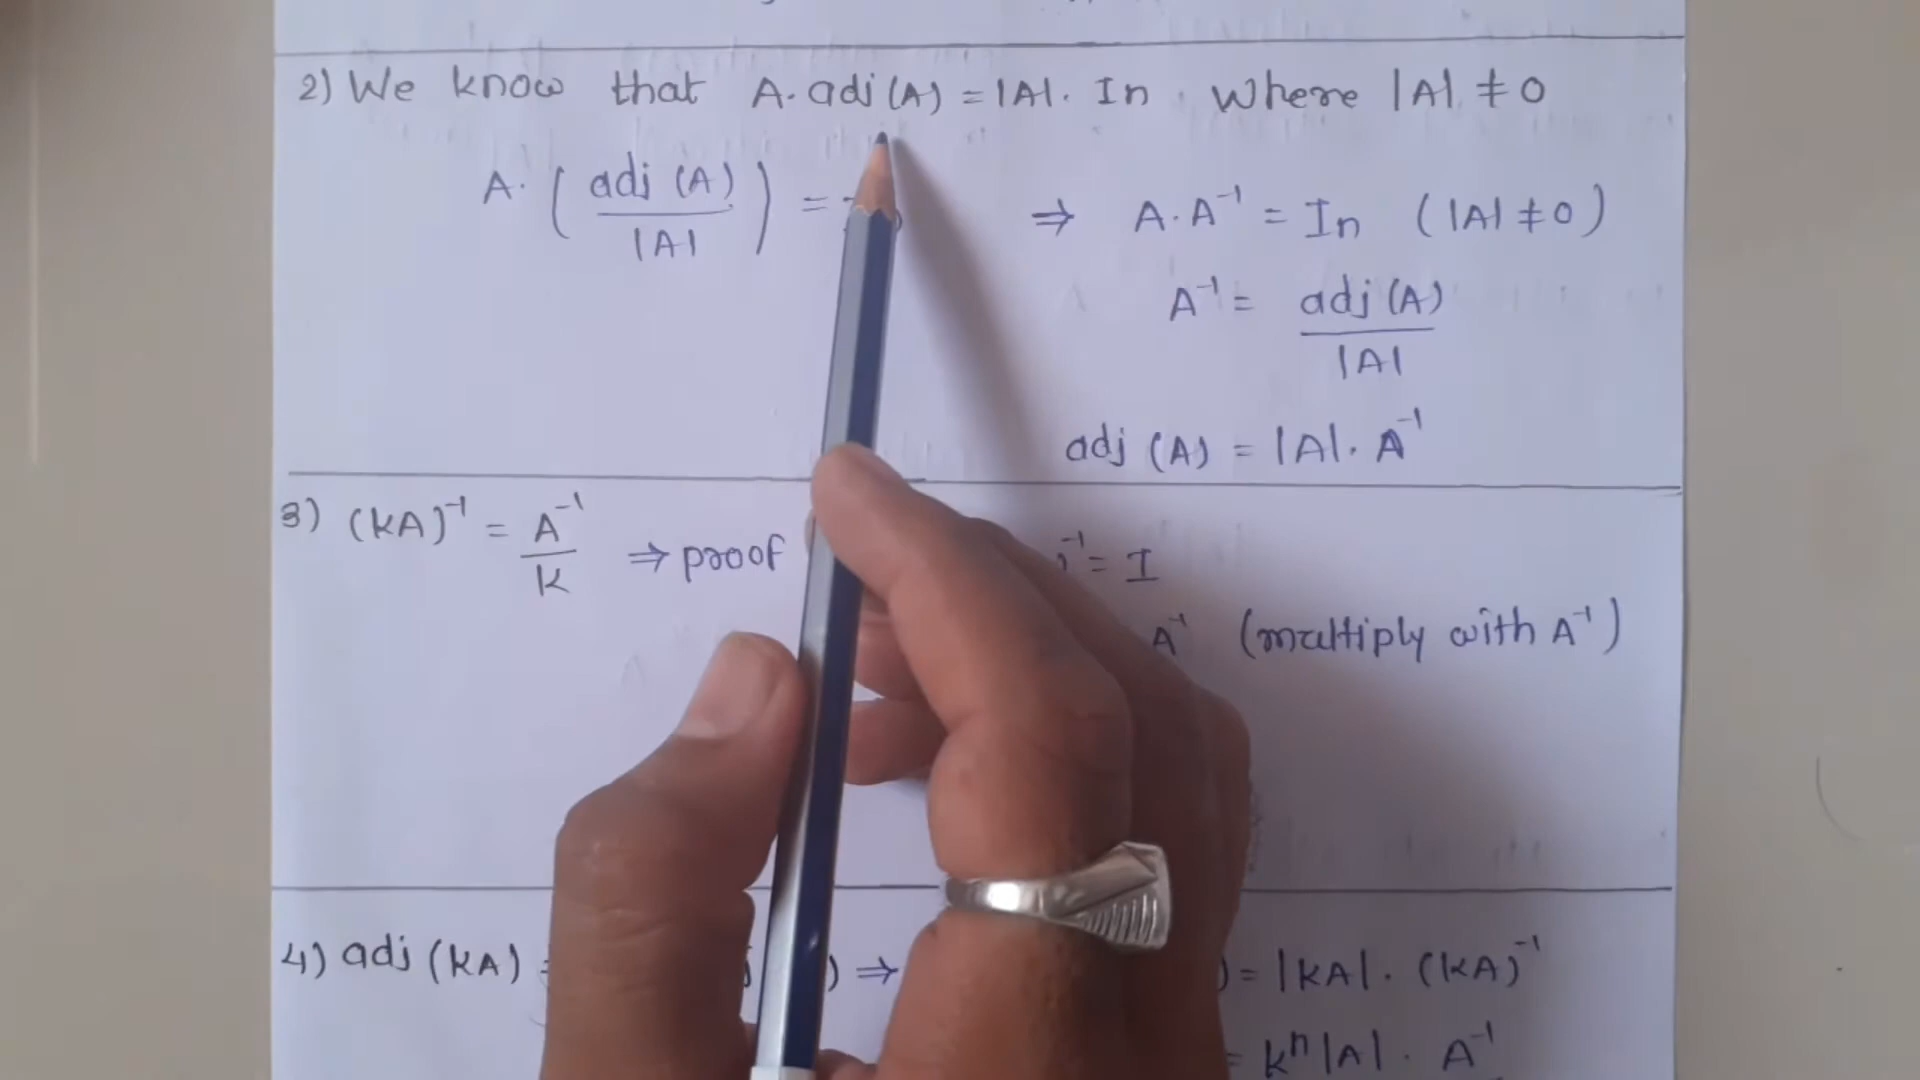 2) We know that A. adj (A) = |A|. In . Where |A| ≠ 0
A. ( adj (A) / |A| ) = ⇒ A. A⁻¹ = In ( |A| ≠ 0 )
A⁻¹ = adj (A) / |A|
adj (A) = |A|. A⁻¹
3) (KA)⁻¹ = A⁻¹ / K ⇒ proof ⁻¹ = I
A⁻¹ (multiply with A⁻¹)
4) adj (KA) ) ⇒ ) = |KA| . (KA)⁻¹
= Kⁿ |A| . A⁻¹